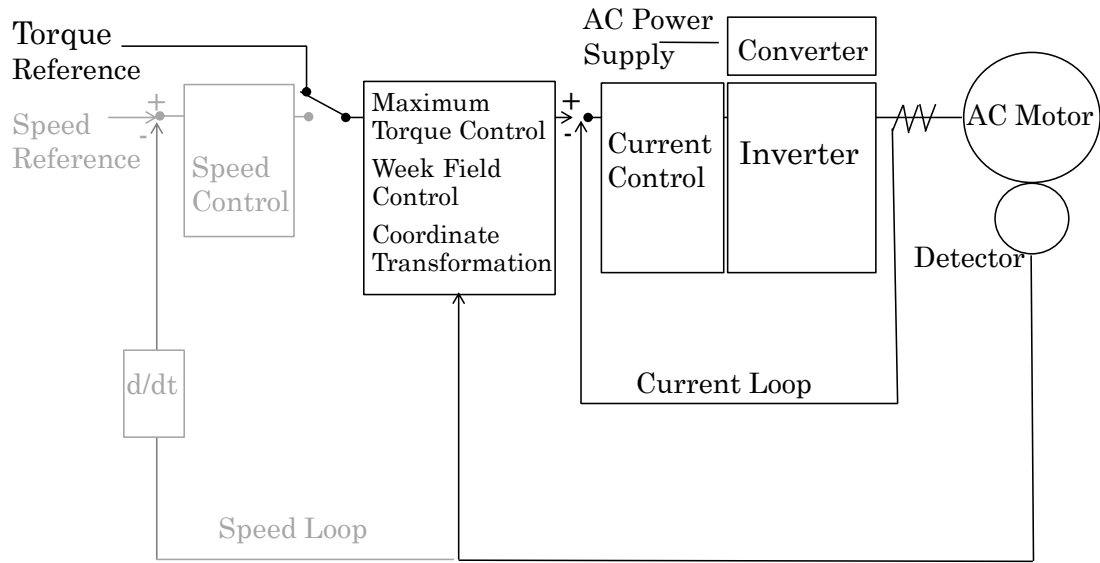 Torque
Reference
+
Speed
Reference
-
Speed
Control
d/dt
Speed Loop
Maximum
Torque Control
Week Field
Control
Coordinate
Transformation
+
-
AC Power
Supply
Converter
Current
Control
Inverter
Current Loop
AC Motor
Detector